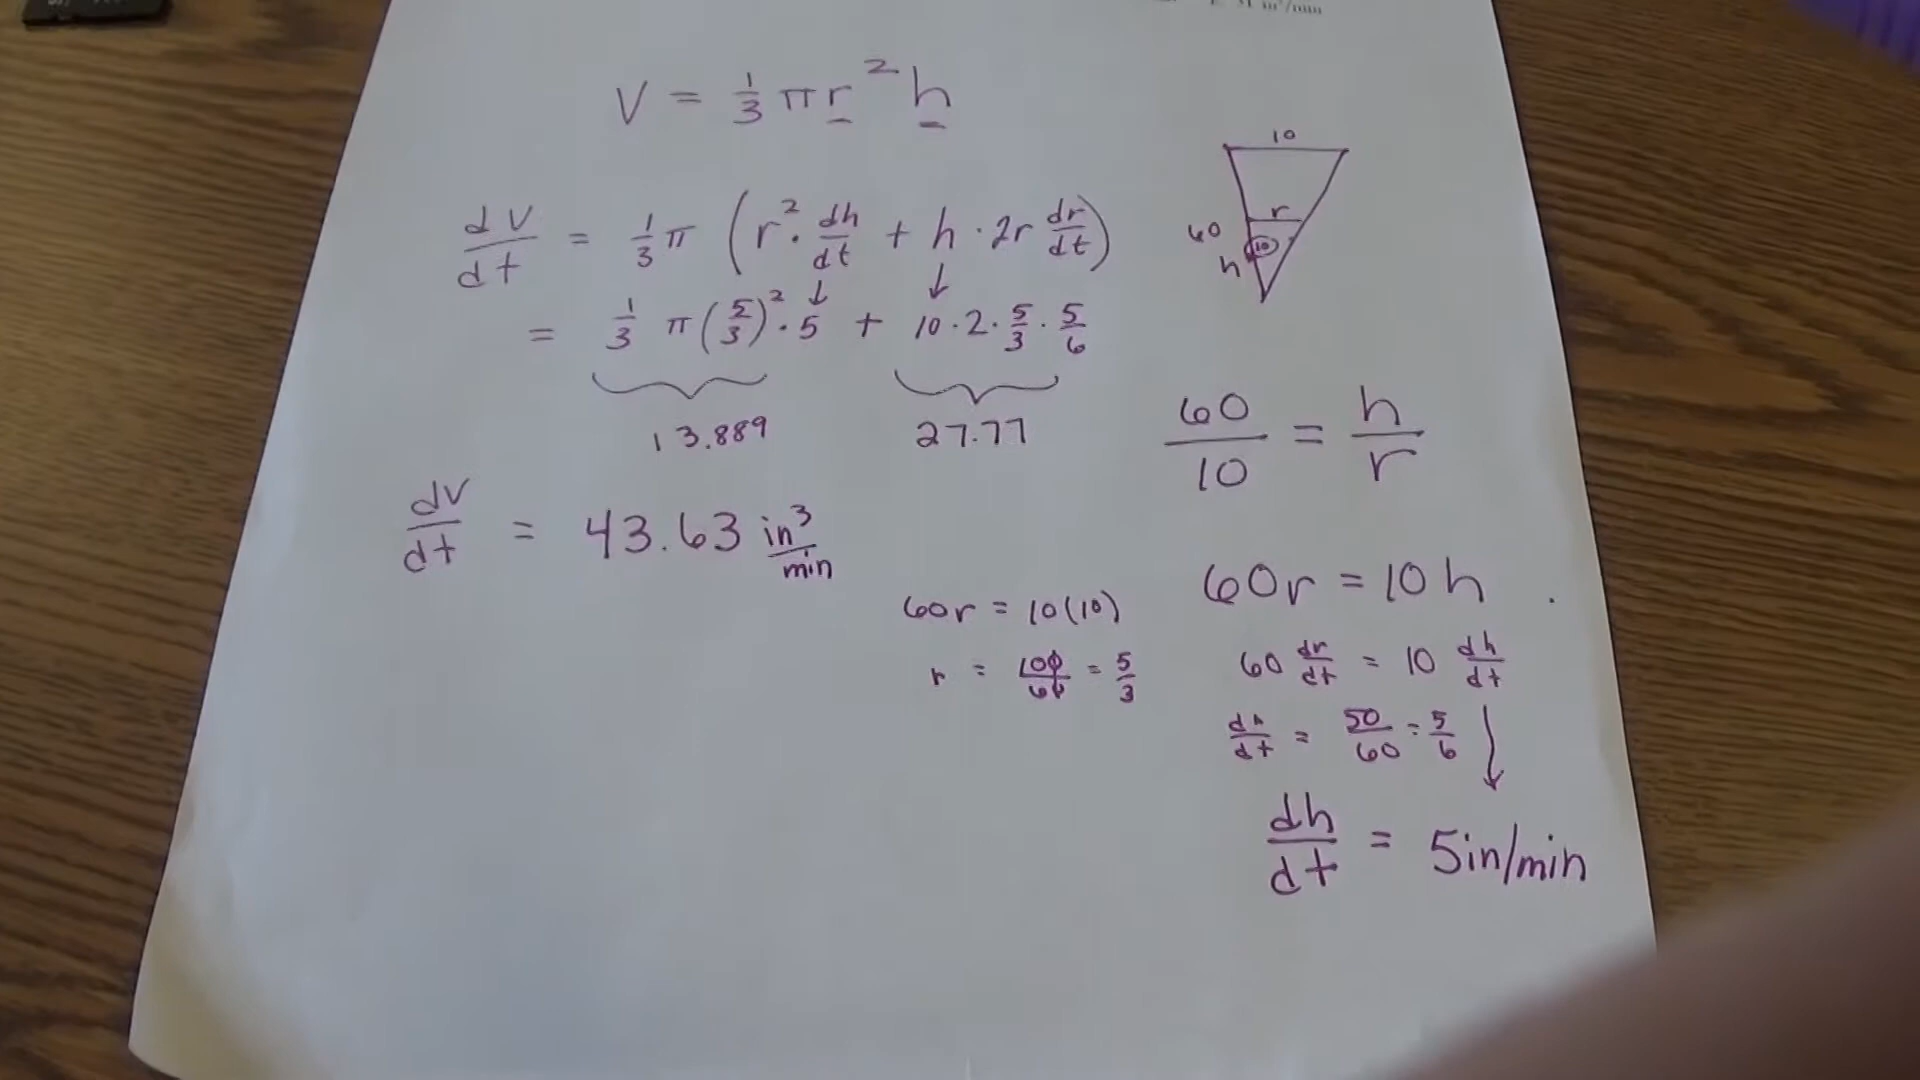 V = 1/3 π r² h
10
dV/dt = 1/3 π (r² · dh/dt + h · 2r dr/dt)
r
60
10
h
= 1/3 π (5/3)² · 5 + 10 · 2 · 5/3 · 5/6
13.889 27.77
60/10 = h/r
dv/dt = 43.63 in³/min
60r = 10h
60r = 10(10)
60 dr/dt = 10 dh/dt
r = 100/60 = 5/3
dr/dt = 50/60 = 5/6
dh/dt = 5in/min